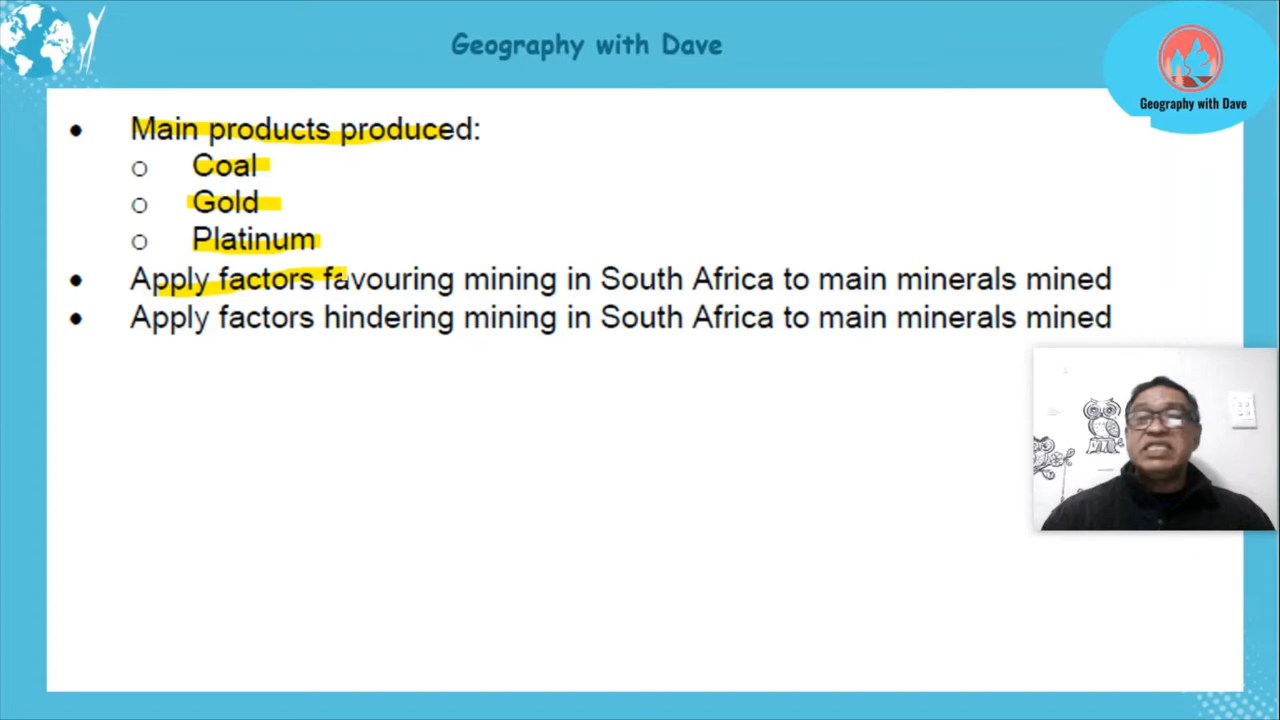 Geography with Dave
Geography with Dave
Main products produced:
Coal
Gold
Platinum
Apply factors favouring mining in South Africa to main minerals mined
Apply factors hindering mining in South Africa to main minerals mined